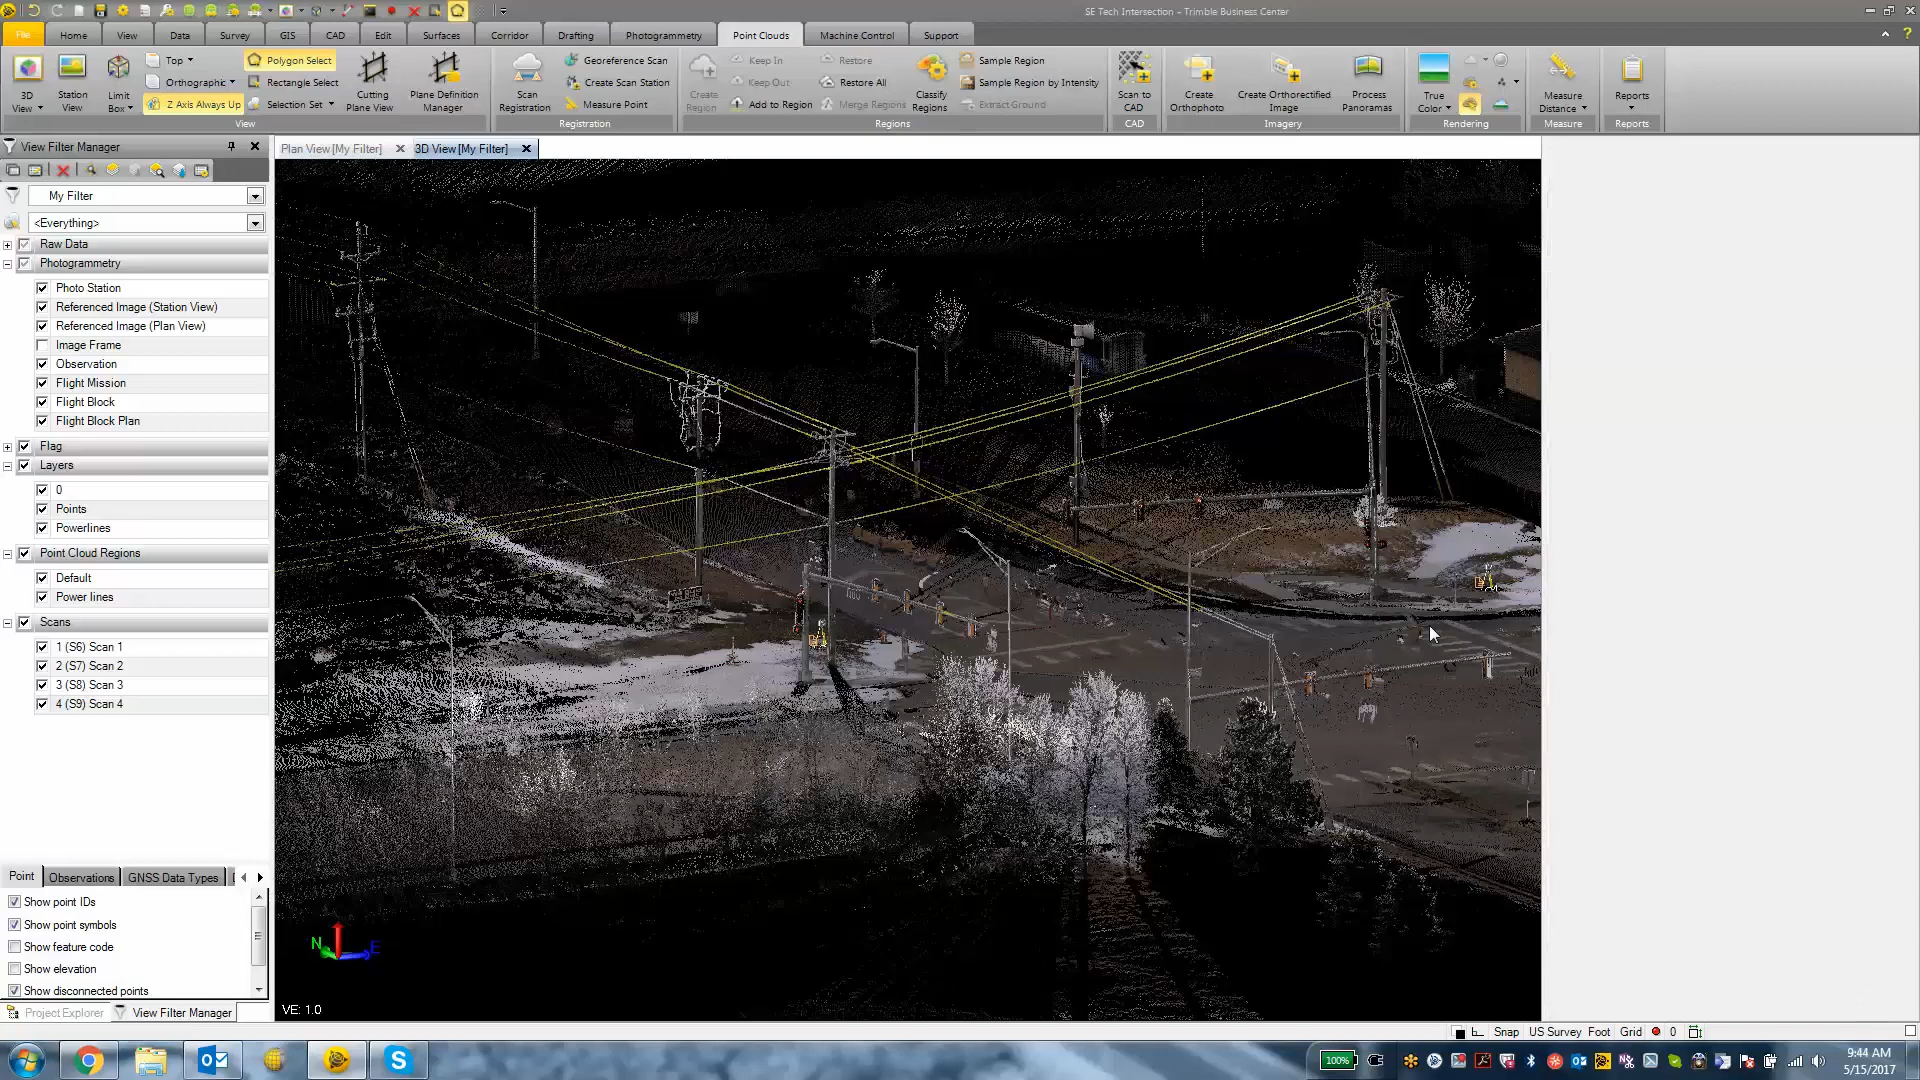 SE Tech Intersection - Trimble Business Center
File Home View Data Survey GIS CAD Edit Surfaces Corridor Drafting Photogrammetry Point Clouds Machine Control Support
3D View
Station View
Limit Box
Top
Orthographic
Z Axis Always Up
Polygon Select
Rectangle Select
Selection Set
Cutting Plane View
Plane Definition Manager
View
Scan Registration
Georeference Scan
Create Scan Station
Measure Point
Registration
Create Region
Keep In
Keep Out
Add to Region
Restore
Restore All
Merge Regions
Classify Regions
Sample Region
Sample Region by Intensity
Extract Ground
Regions
Scan to CAD
CAD
Create Orthophoto
Create Orthorectified Image
Process Panoramas
Imagery
True Color
Rendering
Measure Distance
Measure
Reports
Reports
View Filter Manager
Plan View[My Filter]
3D View[My Filter]
My Filter
<Everything>
Raw Data
Photogrammetry
Photo Station
Referenced Image (Station View)
Referenced Image (Plan View)
Image Frame
Observation
Flight Mission
Flight Block
Flight Block Plan
Flag
Layers
0
Points
Powerlines
Point Cloud Regions
Default
Power lines
Scans
1 (S6) Scan 1
2 (S7) Scan 2
3 (S8) Scan 3
4 (S9) Scan 4
Point Observations GNSS Data Types
Show point IDs
Show point symbols
Show feature code
Show elevation
Show disconnected points
Project Explorer View Filter Manager
N
E
VE: 1.0
Snap US Survey Foot Grid 0
100%
9:44 AM
5/15/2017